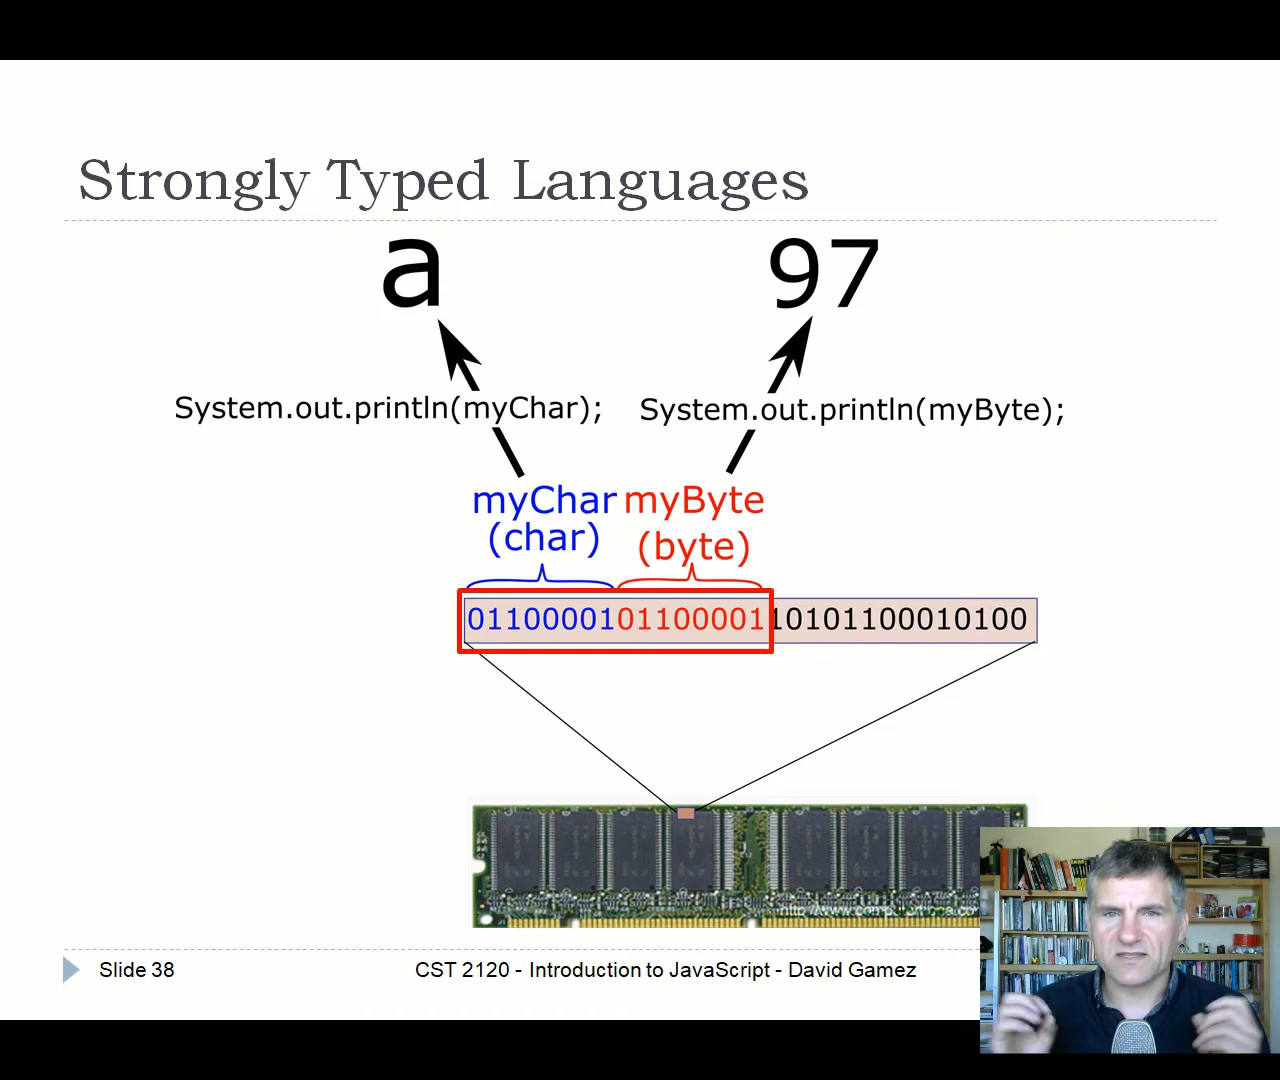 Strongly Typed Languages
a 97
System.out.println(myChar); System.out.println(myByte);
myChar myByte
(char) (byte)
011000010110000110101100010100
Slide 38 CST 2120 - Introduction to JavaScript - David Gamez